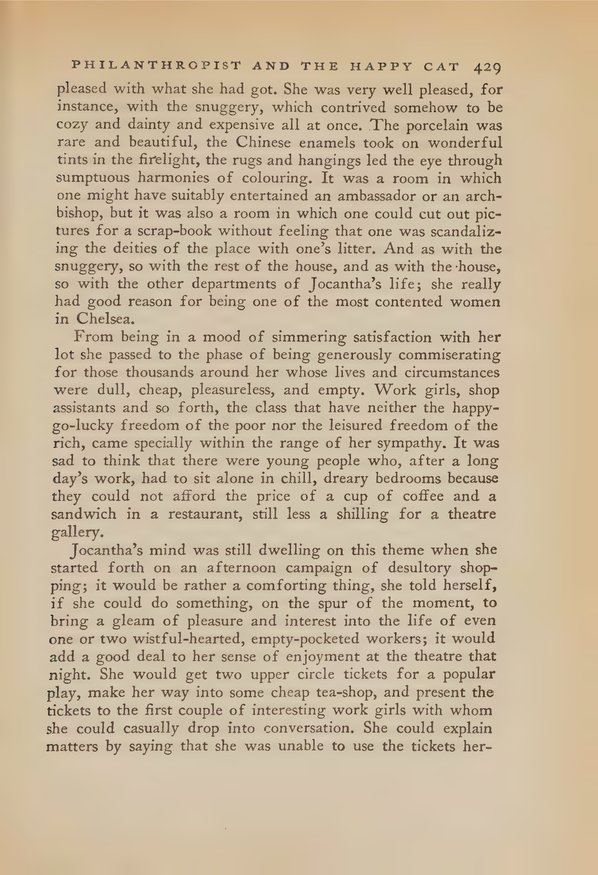 PHILANTHROPIST AND THE HAPPY CAT 429
pleased with what she had got. She was very well pleased, for
instance, with the snuggery, which contrived somehow to be
cozy and dainty and expensive all at once. The porcelain was
rare and beautiful, the Chinese enamels took on wonderful
tints in the firelight, the rugs and hangings led the eye through
sumptuous harmonies of colouring. It was a room in which
one might have suitably entertained an ambassador or an arch-
bishop, but it was also a room in which one could cut out pic-
tures for a scrap-book without feeling that one was scandaliz-
ing the deities of the place with one's litter. And as with the
snuggery, so with the rest of the house, and as with the house,
so with the other departments of Jocantha's life; she really
had good reason for being one of the most contented women
in Chelsea.
From being in a mood of simmering satisfaction with her
lot she passed to the phase of being generously commiserating
for those thousands around her whose lives and circumstances
were dull, cheap, pleasureless, and empty. Work girls, shop
assistants and so forth, the class that have neither the happy-
go-lucky freedom of the poor nor the leisured freedom of the
rich, came specially within the range of her sympathy. It was
sad to think that there were young people who, after a long
day's work, had to sit alone in chill, dreary bedrooms because
they could not afford the price of a cup of coffee and a
sandwich in a restaurant, still less a shilling for a theatre
gallery.
Jocantha's mind was still dwelling on this theme when she
started forth on an afternoon campaign of desultory shop-
ping; it would be rather a comforting thing, she told herself,
if she could do something, on the spur of the moment, to
bring a gleam of pleasure and interest into the life of even
one or two wistful-hearted, empty-pocketed workers; it would
add a good deal to her sense of enjoyment at the theatre that
night. She would get two upper circle tickets for a popular
play, make her way into some cheap tea-shop, and present the
tickets to the first couple of interesting work girls with whom
she could casually drop into conversation. She could explain
matters by saying that she was unable to use the tickets her-